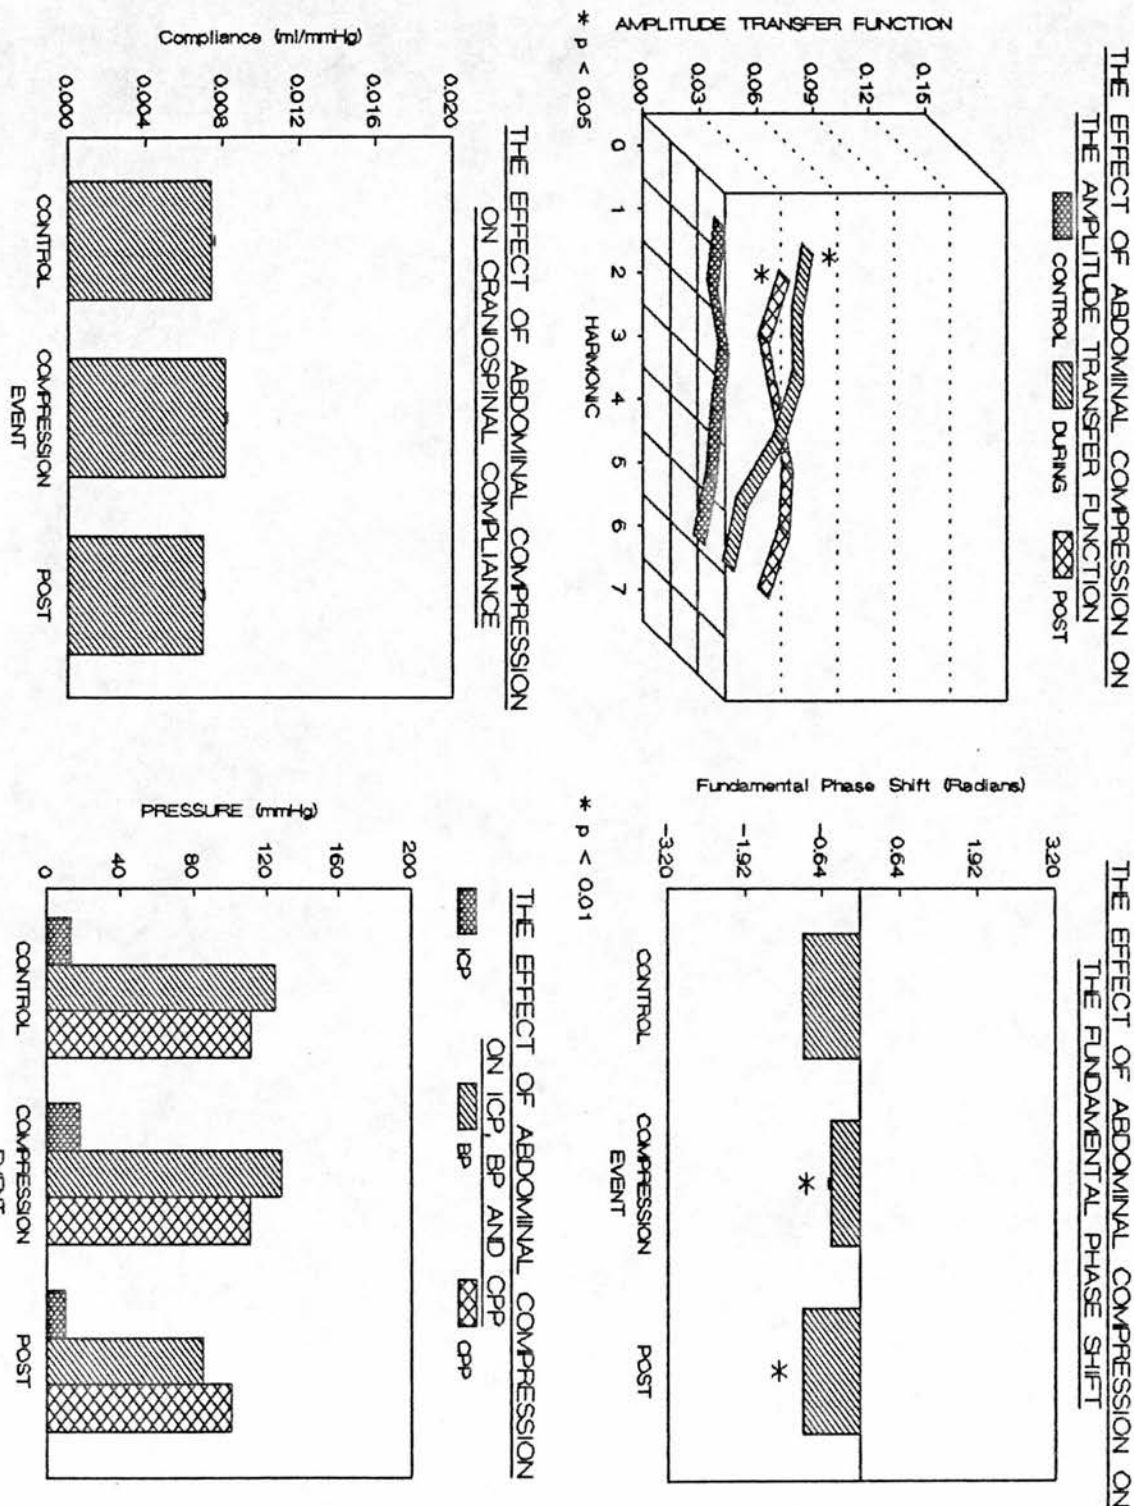 THE EFFECT OF ABDOMINAL COMPRESSION ON
THE AMPLITUDE TRANSFER FUNCTION
CONTROL DURING POST
AMPLITUDE TRANSFER FUNCTION
0.15
0.12
0.09
0.06
0.03
0.00
*
*
0 1 2 3 4 5 6 7
HARMONIC
* p < 0.05
THE EFFECT OF ABDOMINAL COMPRESSION ON
THE FUNDAMENTAL PHASE SHIFT
Fundamental Phase Shift (Radians)
3.20
1.92
0.64
-0.64
-1.92
-3.20
*
*
CONTROL COMPRESSION POST
EVENT
* p < 0.01
THE EFFECT OF ABDOMINAL COMPRESSION
ON CRANIOSPINAL COMPLIANCE
Compliance (ml/mmHg)
0.020
0.016
0.012
0.008
0.004
0.000
CONTROL COMPRESSION POST
EVENT
THE EFFECT OF ABDOMINAL COMPRESSION
ON ICP, BP AND CPP
ICP BP CPP
PRESSURE (mmHg)
200
160
120
80
40
0
CONTROL COMPRESSION POST